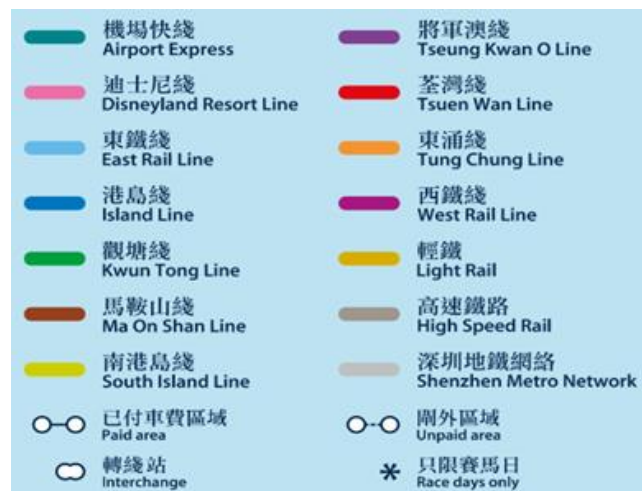 機場快綫
Airport Express
迪士尼綫
Disneyland Resort Line
東鐵綫
East Rail Line
港島綫
Island Line
觀塘綫
Kwun Tong Line
馬鞍山綫
Ma On Shan Line
南港島綫
South Island Line
已付車費區域
Paid area
轉綫站
Interchange
將軍澳綫
Tseung Kwan O Line
荃灣綫
Tsuen Wan Line
東涌綫
Tung Chung Line
西鐵綫
West Rail Line
輕鐵
Light Rail
高速鐵路
High Speed Rail
深圳地鐵網絡
Shenzhen Metro Network
閘外區域
Unpaid area
只限賽馬日
Race days only